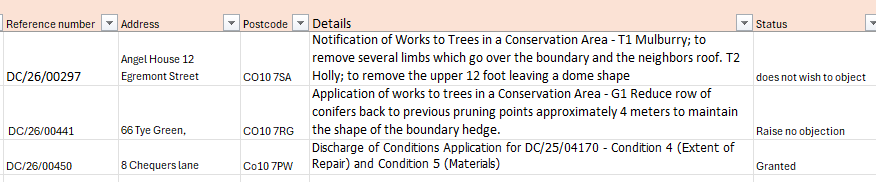 Reference number Address Postcode Details Status
Notification of Works to Trees in a Conservation Area - T1 Mulburry; to
Angel House 12 remove several limbs which go over the boundary and the neighbors roof. T2
DC/26/00297 Egremont Street CO10 7SA Holly; to remove the upper 12 foot leaving a dome shape does not wish to object
Application of works to trees in a Conservation Area - G1 Reduce row of
conifers back to previous pruning points approximately 4 meters to maintain
DC/26/00441 66 Tye Green, CO10 7RG the shape of the boundary hedge. Raise no objection
Discharge of Conditions Application for DC/25/04170 - Condition 4 (Extent of
DC/26/00450 8 Chequers lane Co10 7PW Repair) and Condition 5 (Materials) Granted